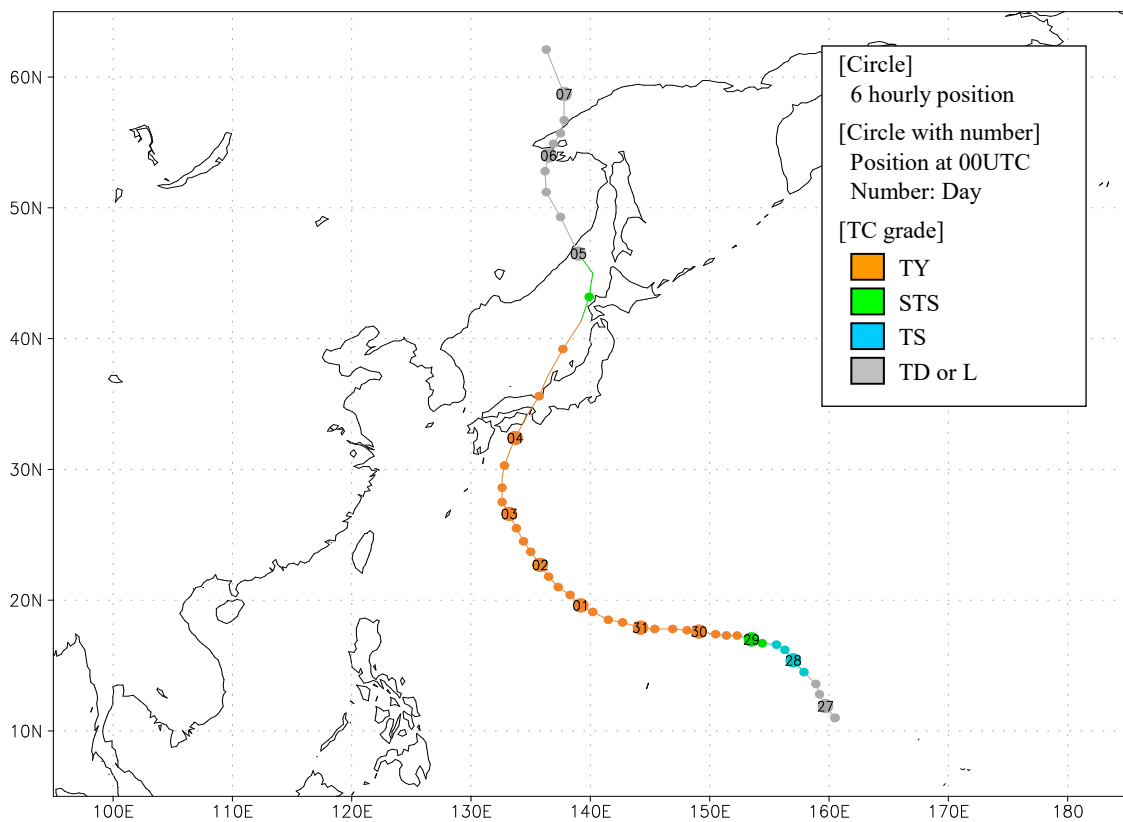 60N
50N
40N
30N
20N
10N
100E
110E
120E
130E
140E
150E
160E
170E
180
07
06
05
04
03
02
01
31
30
29
28
27
[Circle]
6 hourly position
[Circle with number]
Position at 00UTC
Number: Day
[TC grade]
TY
STS
TS
TD or L